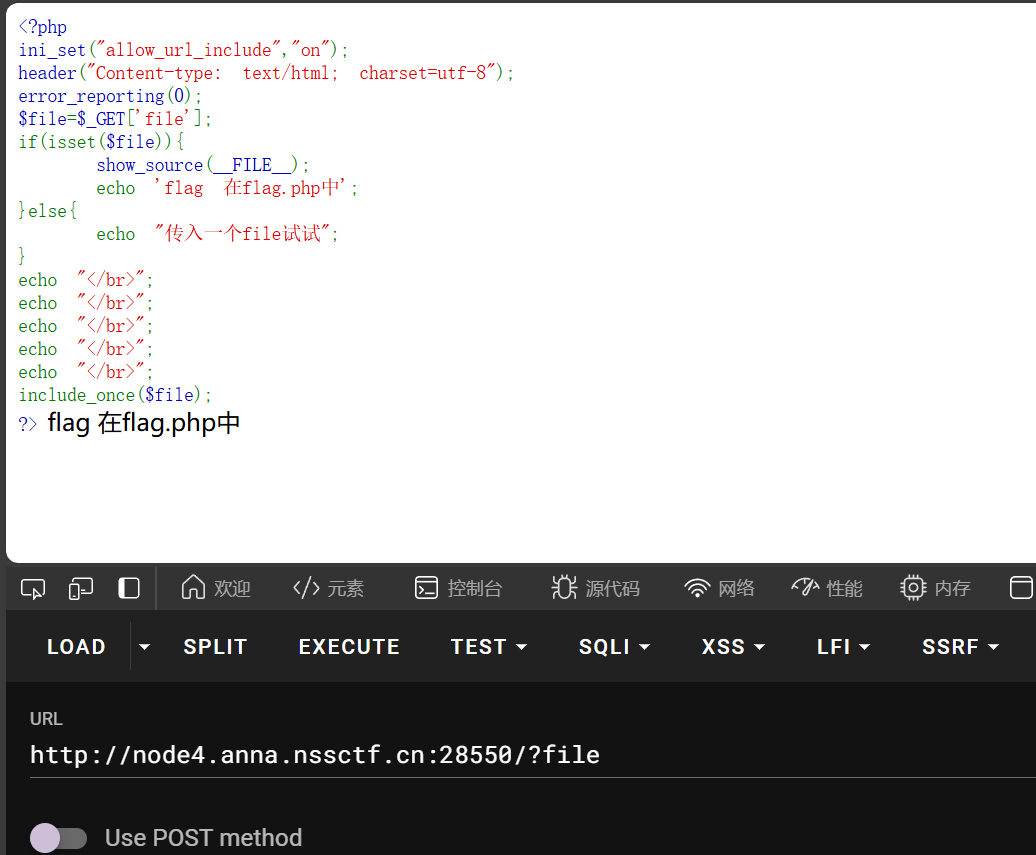 <?php
ini_set("allow_url_include","on");
header("Content-type: text/html; charset=utf-8");
error_reporting(0);
$file=$_GET['file'];
if(isset($file)){
        show_source(__FILE__);
        echo 'flag 在flag.php中';
}else{
        echo "传入一个file试试";
}
echo "</br>";
echo "</br>";
echo "</br>";
echo "</br>";
echo "</br>";
include_once($file);
?> flag 在flag.php中
欢迎 </> 元素 控制台 源代码 网络 性能 内存
LOAD SPLIT EXECUTE TEST SQLI XSS LFI SSRF
URL
http://node4.anna.nssctf.cn:28550/?file
Use POST method